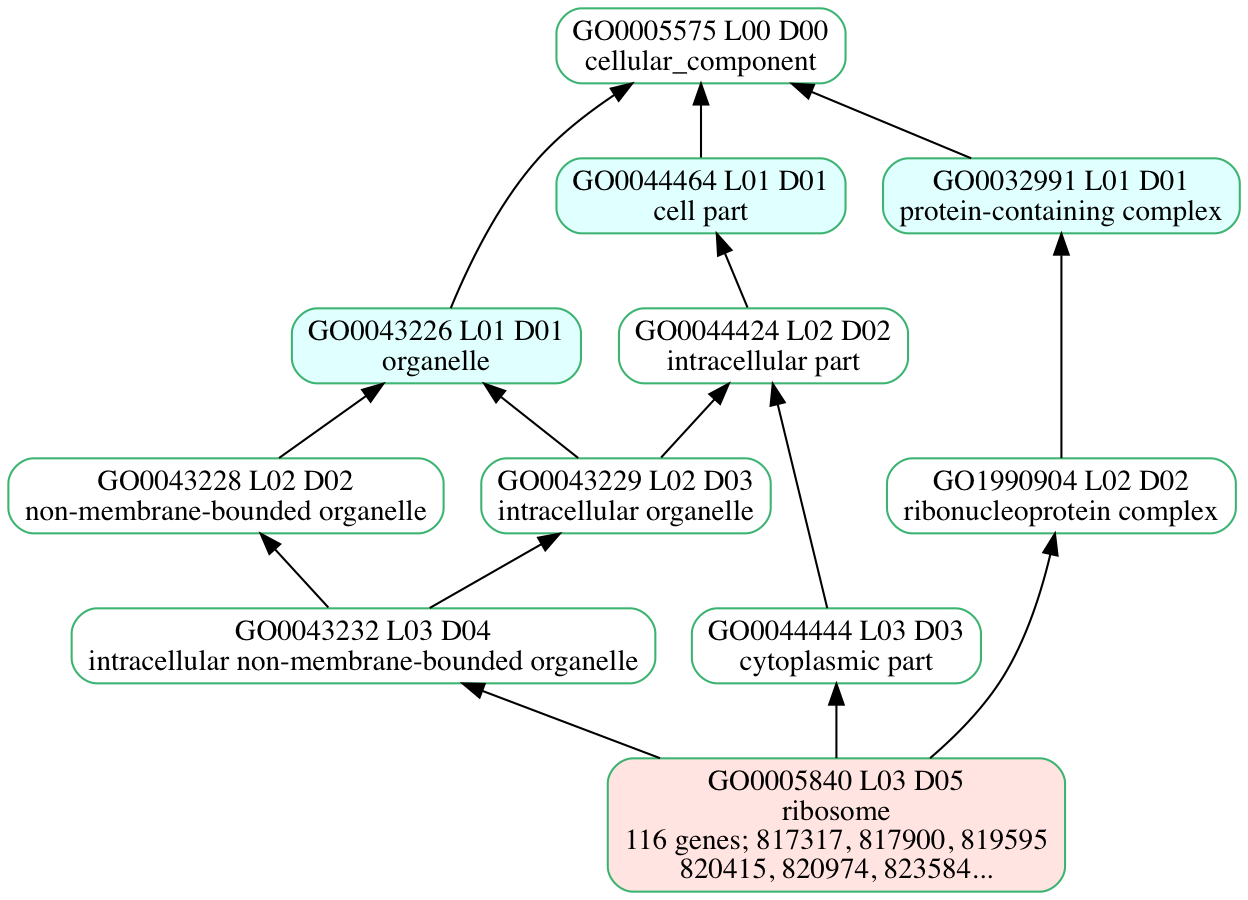 GO0005575 L00 D00
cellular_component
GO0044464 L01 D01
cell part
GO0032991 L01 D01
protein-containing complex
GO0043226 L01 D01
organelle
GO0044424 L02 D02
intracellular part
GO0043228 L02 D02
non-membrane-bounded organelle
GO0043229 L02 D03
intracellular organelle
GO1990904 L02 D02
ribonucleoprotein complex
GO0043232 L03 D04
intracellular non-membrane-bounded organelle
GO0044444 L03 D03
cytoplasmic part
GO0005840 L03 D05
ribosome
116 genes; 817317, 817900, 819595
820415, 820974, 823584...